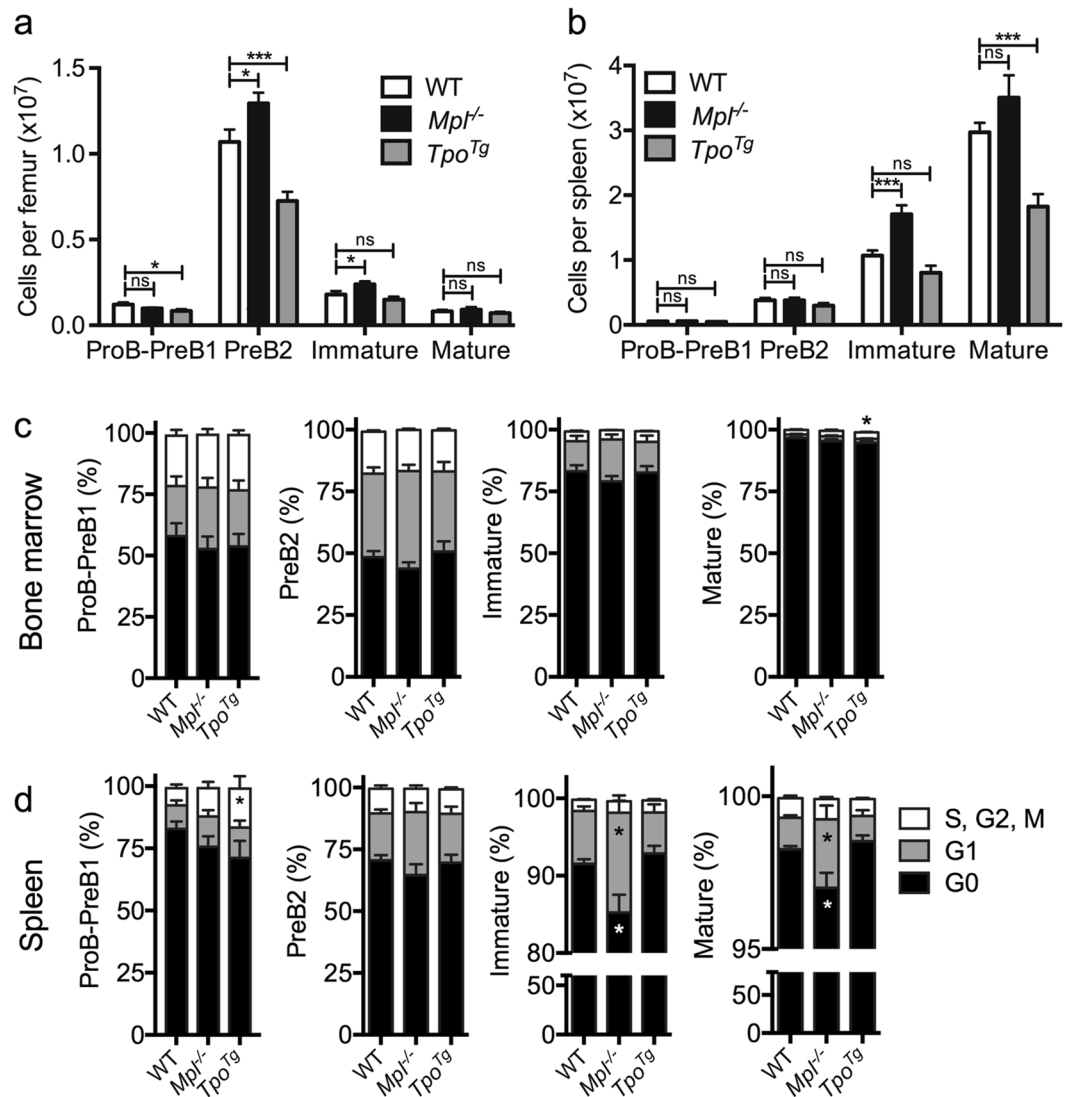 a
Cells per femur (x10⁷)
1.5
1.0
0.5
0.0
WT
Mpl⁻/⁻
Tpoᵀᵍ
*
ns
***
*
ns
*
ns
ns
ProB-PreB1 PreB2 Immature Mature
b
Cells per spleen (x10⁷)
4
3
2
1
0
WT
Mpl⁻/⁻
Tpoᵀᵍ
ns
ns
ns
ns
ns
***
***
ns
ProB-PreB1 PreB2 Immature Mature
c
Bone marrow
ProB-PreB1 (%)
100
75
50
25
0
WT
Mpl⁻/⁻
Tpoᵀᵍ
PreB2 (%)
100
75
50
25
0
WT
Mpl⁻/⁻
Tpoᵀᵍ
Immature (%)
100
75
50
25
0
WT
Mpl⁻/⁻
Tpoᵀᵍ
Mature (%)
100
75
50
25
0
*
WT
Mpl⁻/⁻
Tpoᵀᵍ
d
Spleen
ProB-PreB1 (%)
100
75
50
25
0
*
WT
Mpl⁻/⁻
Tpoᵀᵍ
PreB2 (%)
100
75
50
25
0
WT
Mpl⁻/⁻
Tpoᵀᵍ
Immature (%)
100
90
80
50
0
*
*
WT
Mpl⁻/⁻
Tpoᵀᵍ
Mature (%)
100
95
50
0
*
*
WT
Mpl⁻/⁻
Tpoᵀᵍ
S, G2, M
G1
G0